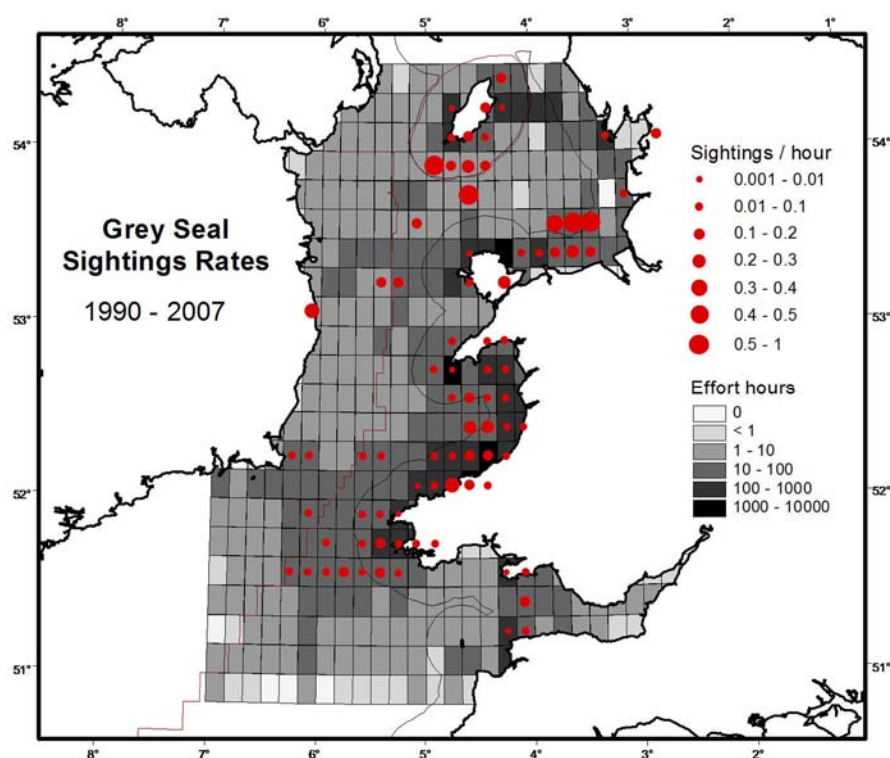 8° 7° 6° 5° 4° 3° 2° 1°
54° 54°
53° 53°
52° 52°
51° 51°
8° 7° 6° 5° 4° 3° 2°
Grey Seal
Sightings Rates
1990 - 2007
Sightings / hour
0.001 - 0.01
0.01 - 0.1
0.1 - 0.2
0.2 - 0.3
0.3 - 0.4
0.4 - 0.5
0.5 - 1
Effort hours
0
< 1
1 - 10
10 - 100
100 - 1000
1000 - 10000